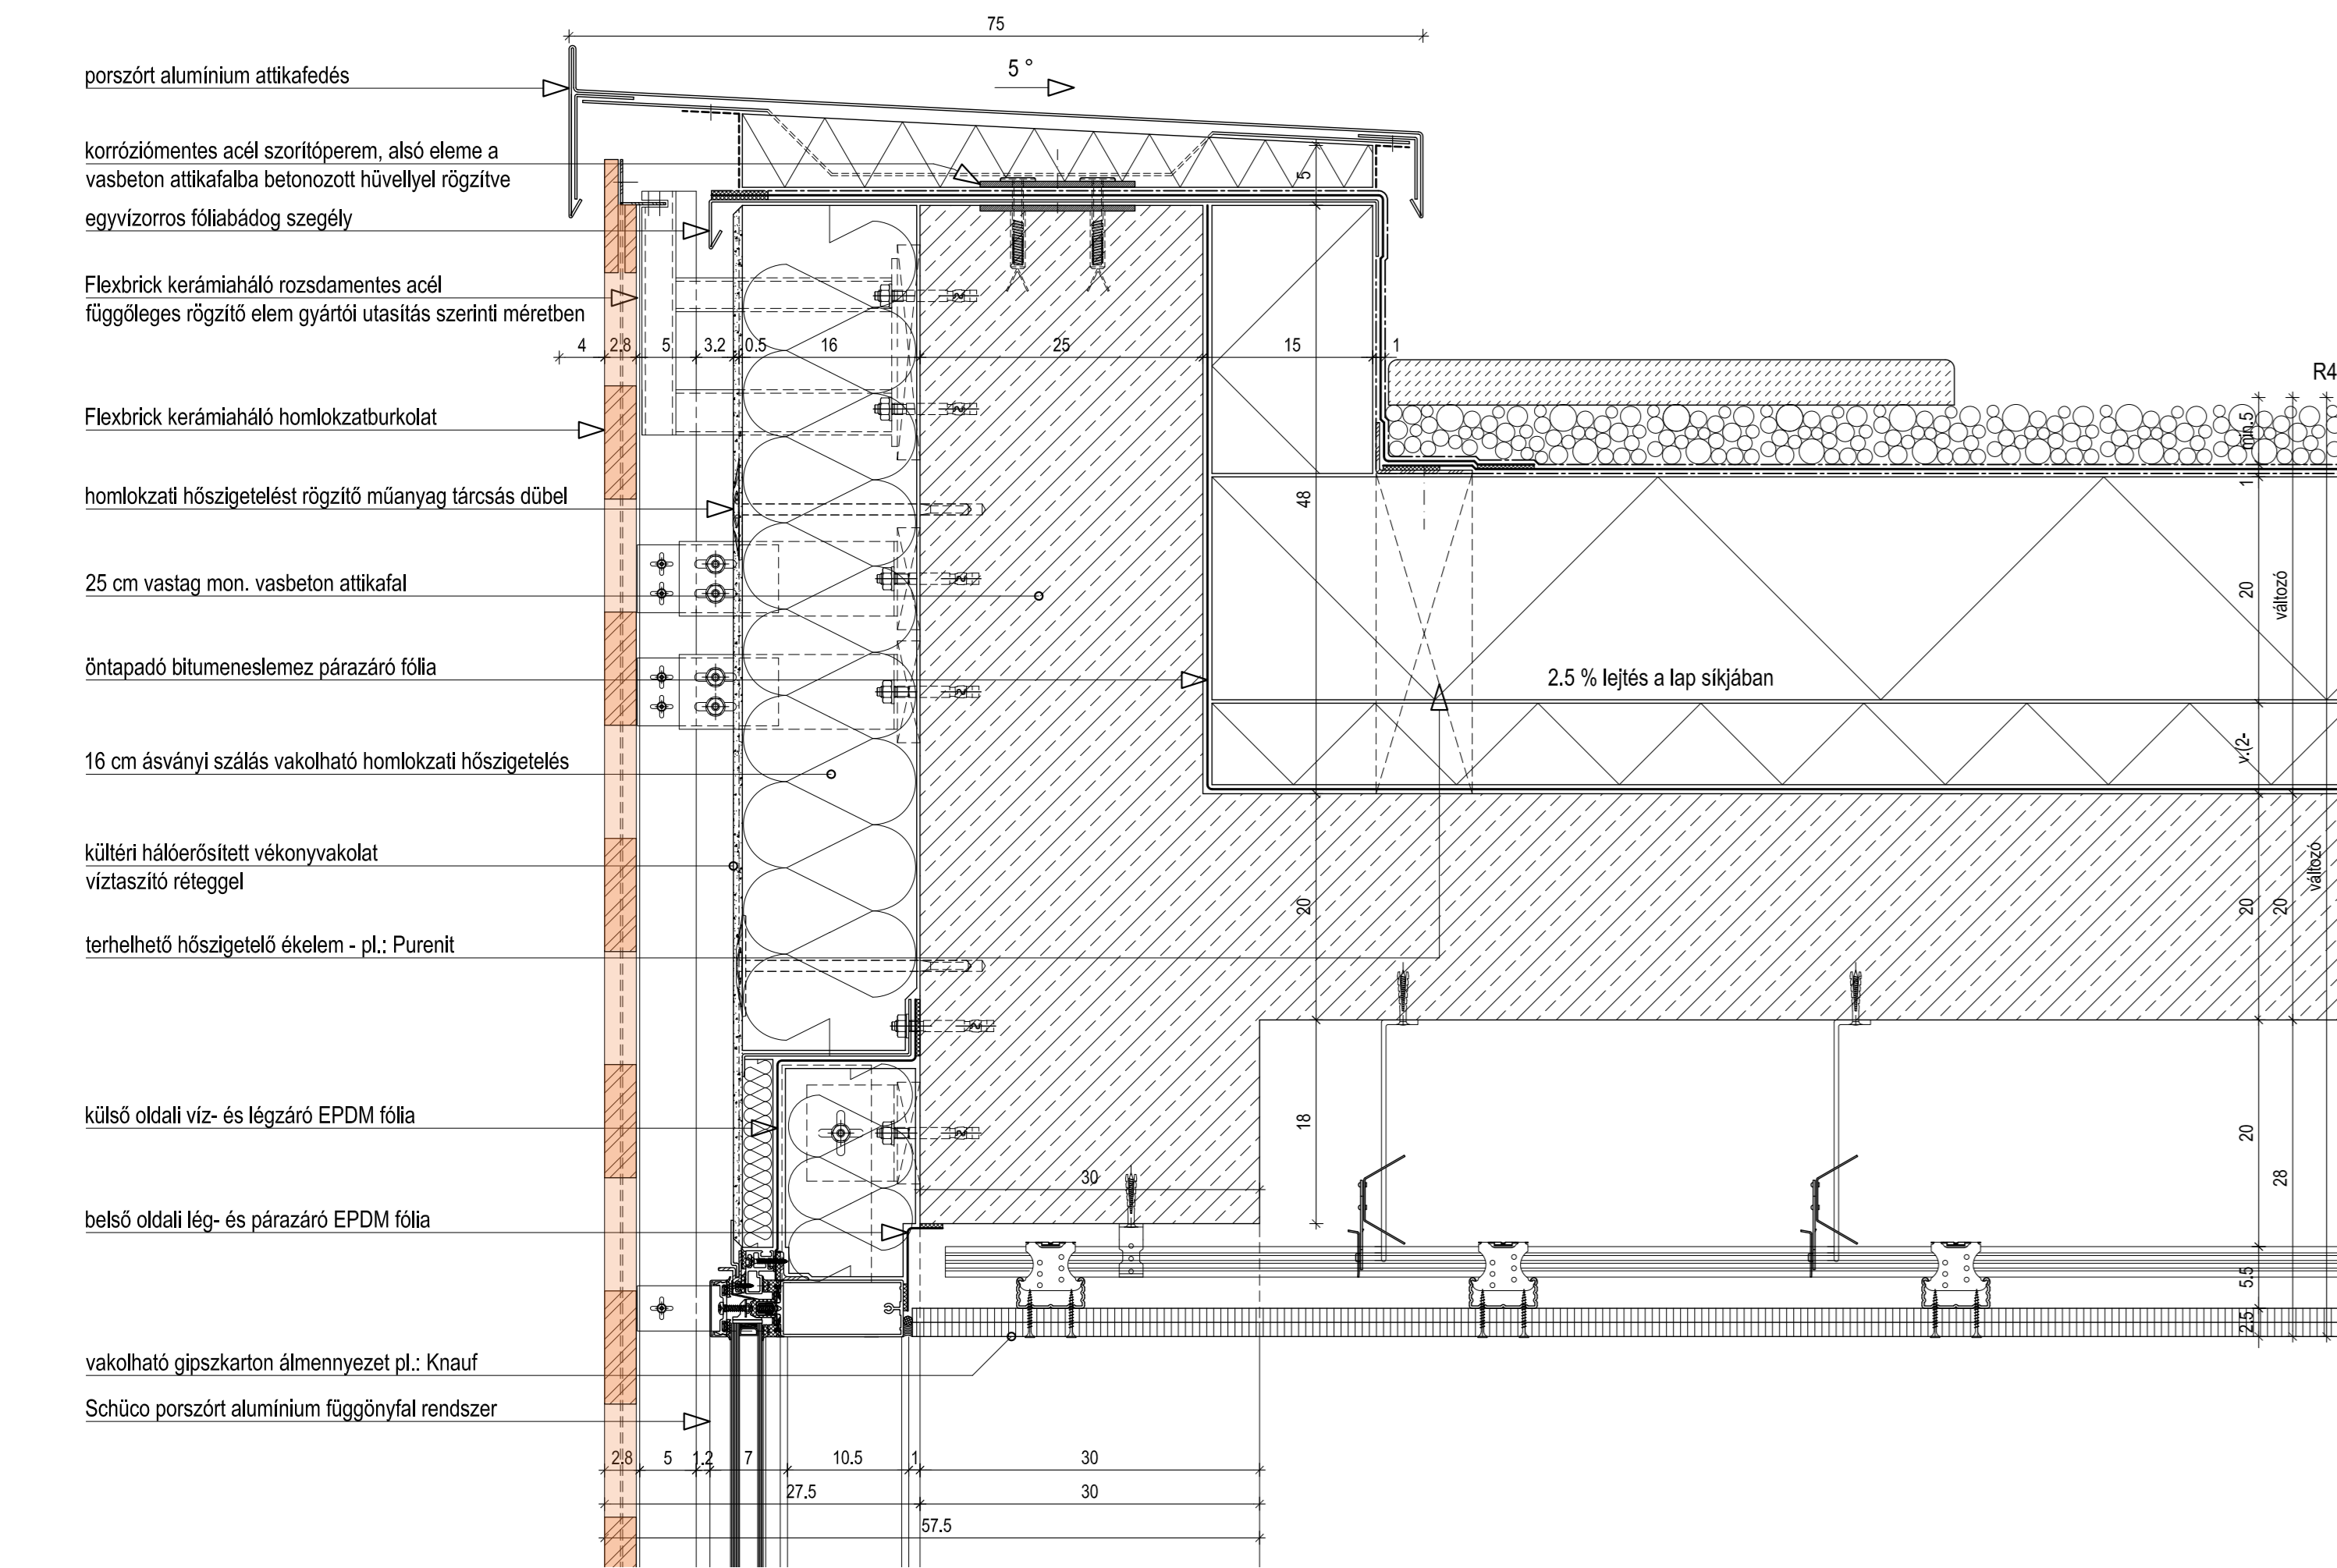 75
5 °
porszórt alumínium attikafedés
korróziómentes acél szorítóperem, alsó eleme a
vasbeton attikafalba betonozott hüvellyel rögzítve
5
egyvízorros fóliabádog szegély
Flexbrick kerámiaháló rozsdamentes acél
függőleges rögzítő elem gyártói utasítás szerinti méretben
4 2.8 5 3.2 0.5 16 25 15 1
R4
Flexbrick kerámiaháló homlokzatburkolat
min.5
homlokzati hőszigetelést rögzítő műanyag tárcsás dübel
48
1
25 cm vastag mon. vasbeton attikafal
20
változó
öntapadó bitumeneslemez párazáró fólia
2.5 % lejtés a lap síkjában
16 cm ásványi szálás vakolható homlokzati hőszigetelés
v.(2-
kültéri hálóerősített vékonyvakolat
víztaszító réteggel
20
20
20
változó
terhelhető hőszigetelő ékelem - pl.: Purenit
külső oldali víz- és légzáró EPDM fólia
18
20
30
28
belső oldali lég- és párazáró EPDM fólia
5.5
2.5
vakolható gipszkarton álmennyezet pl.: Knauf
Schüco porszórt alumínium függönyfal rendszer
2.8 5 1.2 7 10.5 1 30
27.5 30
57.5